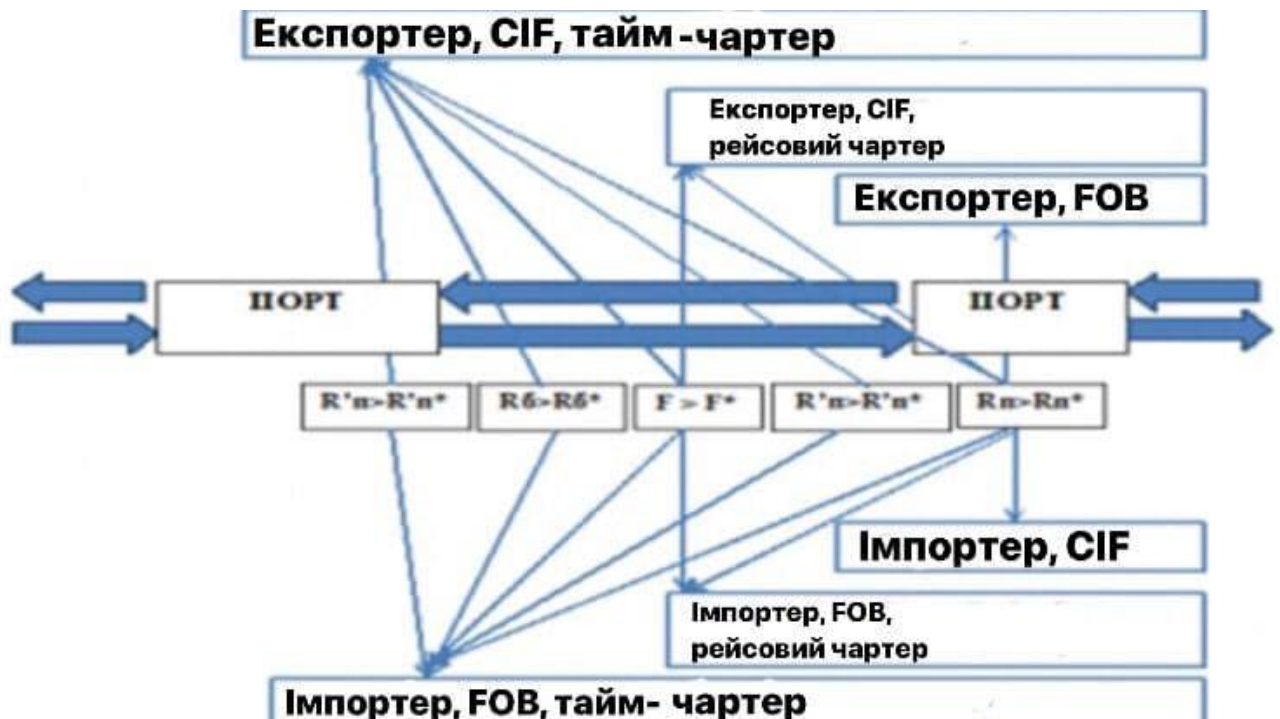 Експортер, CIF, тайм-чартер
Експортер, CIF,
рейсовий чартер
Експортер, FOB
ПОРТ
ПОРТ
R'п>R'п*
Rб>Rб*
F > F*
R'п>R'п*
Rп>Rп*
Імпортер, CIF
Імпортер, FOB,
рейсовий чартер
Імпортер, FOB, тайм- чартер